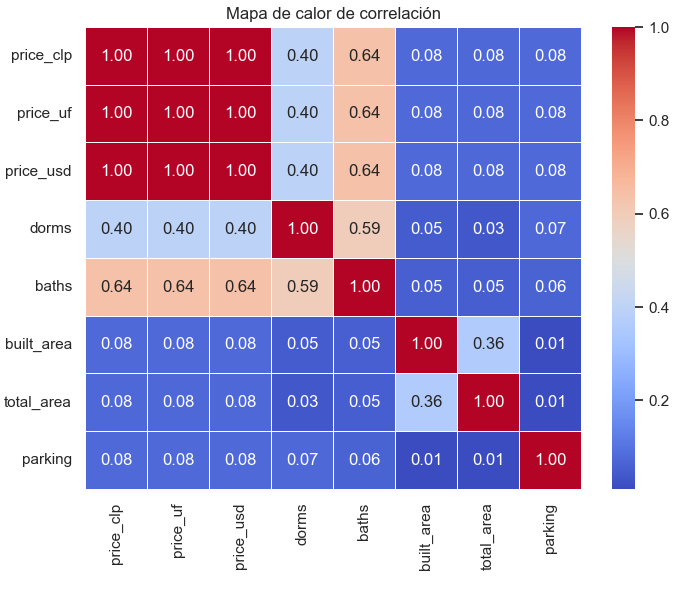 Mapa de calor de correlación
price_clp 1.00 1.00 1.00 0.40 0.64 0.08 0.08 0.08
price_uf 1.00 1.00 1.00 0.40 0.64 0.08 0.08 0.08
price_usd 1.00 1.00 1.00 0.40 0.64 0.08 0.08 0.08
dorms 0.40 0.40 0.40 1.00 0.59 0.05 0.03 0.07
baths 0.64 0.64 0.64 0.59 1.00 0.05 0.05 0.06
built_area 0.08 0.08 0.08 0.05 0.05 1.00 0.36 0.01
total_area 0.08 0.08 0.08 0.03 0.05 0.36 1.00 0.01
parking 0.08 0.08 0.08 0.07 0.06 0.01 0.01 1.00
price_clp price_uf price_usd dorms baths built_area total_area parking
1.0
0.8
0.6
0.4
0.2